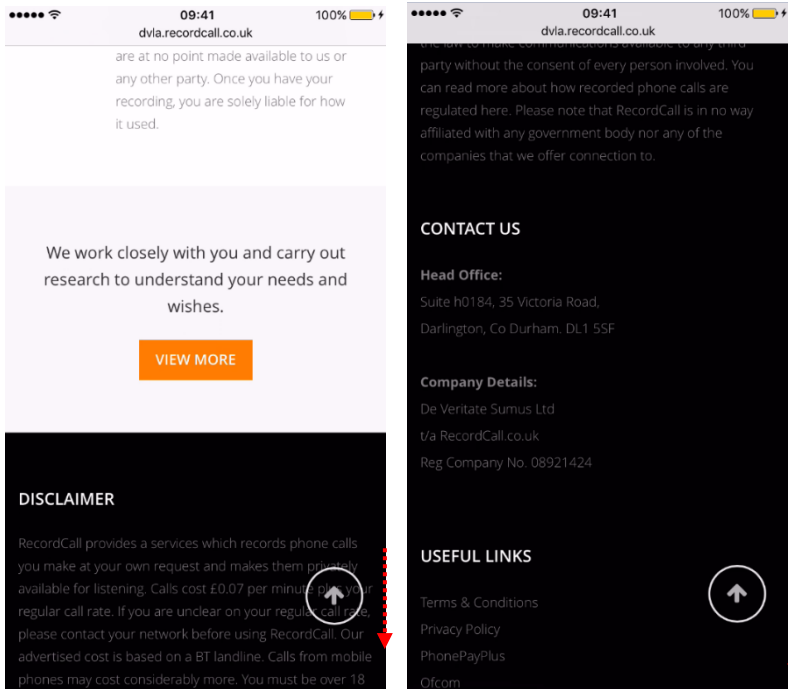 09:41
100%
dvla.recordcall.co.uk
are at no point made available to us or
any other party. Once you have your
recording, you are solely liable for how
it used.
We work closely with you and carry out
research to understand your needs and
wishes.
VIEW MORE
DISCLAIMER
RecordCall provides a services which records phone calls
you make at your own request and makes them privately
available for listening. Calls cost £0.07 per minute plus your
regular call rate. If you are unclear on your regular call rate,
please contact your network before using RecordCall. Our
advertised cost is based on a BT landline. Calls from mobile
phones may cost considerably more. You must be over 18
09:41
100%
dvla.recordcall.co.uk
the law to make communications available to any third
party without the consent of every person involved. You
can read more about how recorded phone calls are
regulated here. Please note that RecordCall is in no way
affiliated with any government body nor any of the
companies that we offer connection to.
CONTACT US
Head Office:
Suite h0184, 35 Victoria Road,
Darlington, Co Durham. DL1 5SF
Company Details:
De Veritate Sumus Ltd
t/a RecordCall.co.uk
Reg Company No. 08921424
USEFUL LINKS
Terms & Conditions
Privacy Policy
PhonePayPlus
Ofcom